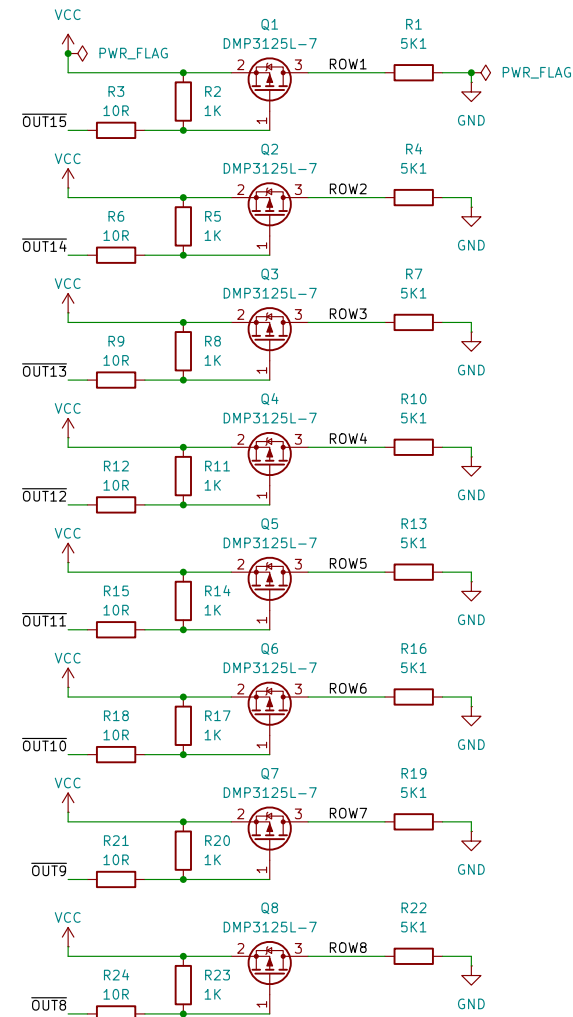 VCC
PWR_FLAG
Q1
DMP3125L-7
R1
5K1
2
3
ROW1
PWR_FLAG
R3
10R
R2
1K
1
OUT15
GND
VCC
Q2
DMP3125L-7
R4
5K1
2
3
ROW2
R6
10R
R5
1K
1
OUT14
GND
VCC
Q3
DMP3125L-7
R7
5K1
2
3
ROW3
R9
10R
R8
1K
1
OUT13
GND
VCC
Q4
DMP3125L-7
R10
5K1
2
3
ROW4
R12
10R
R11
1K
1
OUT12
GND
VCC
Q5
DMP3125L-7
R13
5K1
2
3
ROW5
R15
10R
R14
1K
1
OUT11
GND
VCC
Q6
DMP3125L-7
R16
5K1
2
3
ROW6
R18
10R
R17
1K
1
OUT10
GND
VCC
Q7
DMP3125L-7
R19
5K1
2
3
ROW7
R21
10R
R20
1K
1
OUT9
GND
VCC
Q8
DMP3125L-7
R22
5K1
2
3
ROW8
R24
10R
R23
1K
1
OUT8
GND